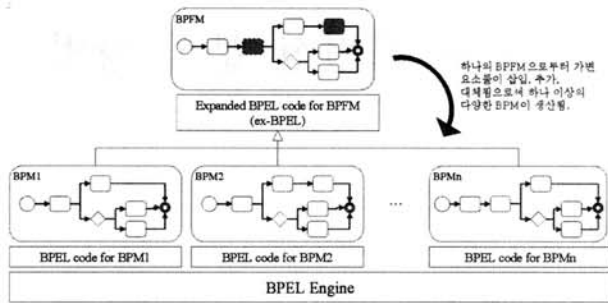 BPFM
하나의 BPFM으로부터 가변
요소들이 삽입, 추가,
대체됨으로써 하나 이상의
다양한 BPM이 생산됨.
Expanded BPEL code for BPFM
(ex-BPEL)
BPM1
BPM2
...
BPMn
BPEL code for BPM1
BPEL code for BPM2
BPEL code for BPMn
BPEL Engine